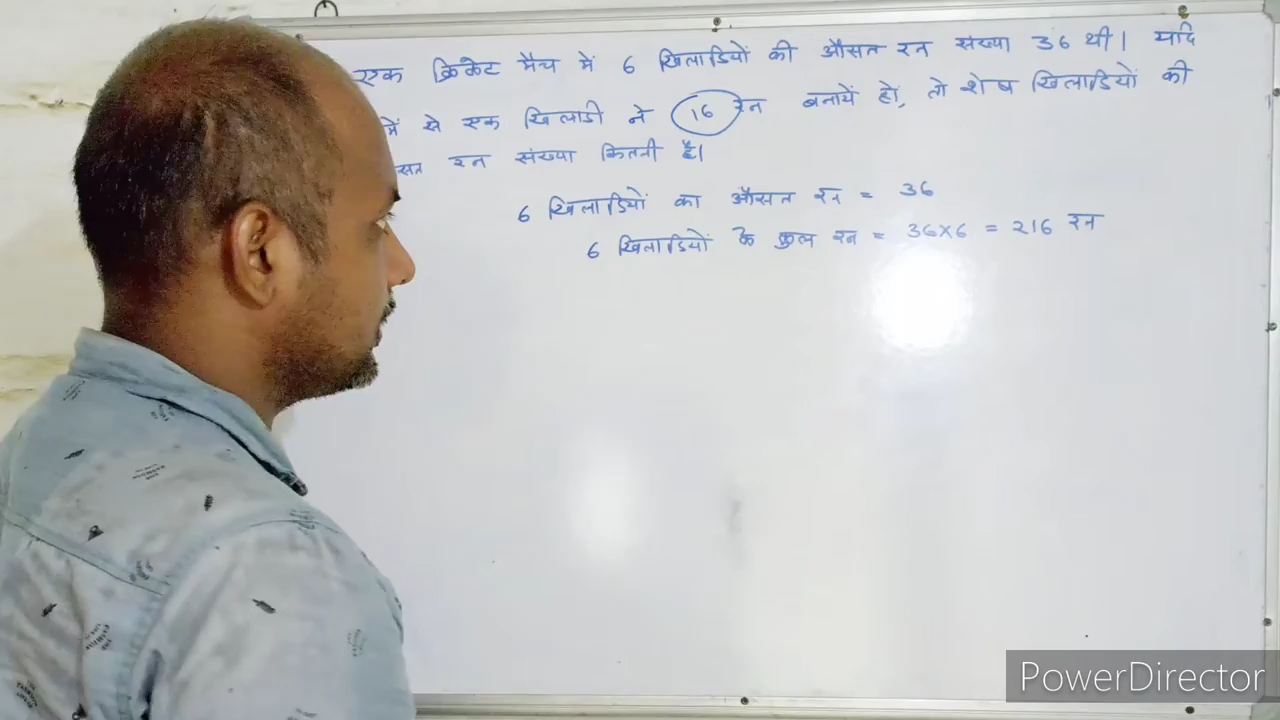 एक क्रिकेट मैच में 6 खिलाडियों की औसत रन संख्या 36 थी। यदि
में से एक खिलाडी ने 16 रन बनायें हो, तो शेष खिलाडियों की
सत रन संख्या कितनी है।
6 खिलाडियों का औसत रन = 36
6 खिलाडियों के कुल रन = 36×6 = 216 रन
PowerDirector